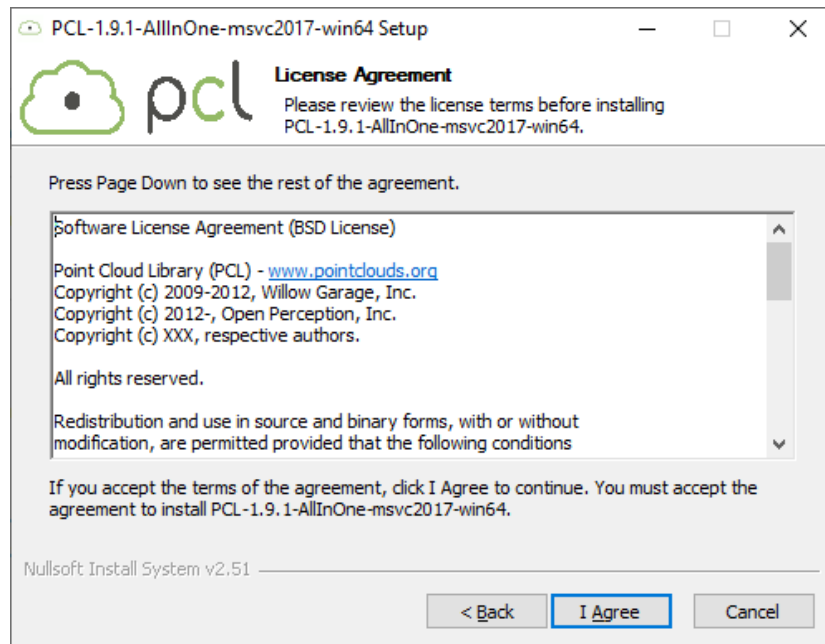 PCL-1.9.1-AllInOne-msvc2017-win64 Setup
pcl
License Agreement
Please review the license terms before installing
PCL-1.9.1-AllInOne-msvc2017-win64.
Press Page Down to see the rest of the agreement.
Software License Agreement (BSD License)
Point Cloud Library (PCL) - www.pointclouds.org
Copyright (c) 2009-2012, Willow Garage, Inc.
Copyright (c) 2012-, Open Perception, Inc.
Copyright (c) XXX, respective authors.
All rights reserved.
Redistribution and use in source and binary forms, with or without
modification, are permitted provided that the following conditions
If you accept the terms of the agreement, click I Agree to continue. You must accept the
agreement to install PCL-1.9.1-AllInOne-msvc2017-win64.
Nullsoft Install System v2.51
< Back
I Agree
Cancel